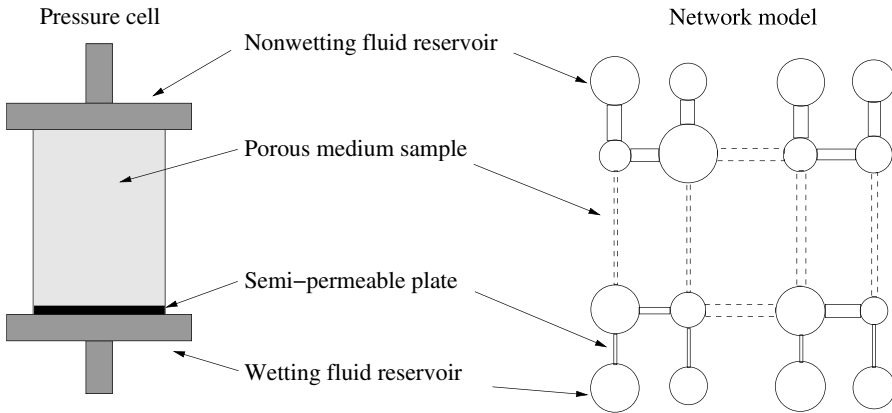 Pressure cell
Network model
Nonwetting fluid reservoir
Porous medium sample
Semi−permeable plate
Wetting fluid reservoir